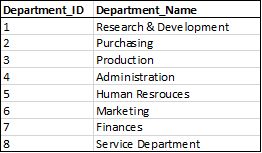 Department_ID Department_Name
1 Research & Development
2 Purchasing
3 Production
4 Administration
5 Human Resrouces
6 Marketing
7 Finances
8 Service Department